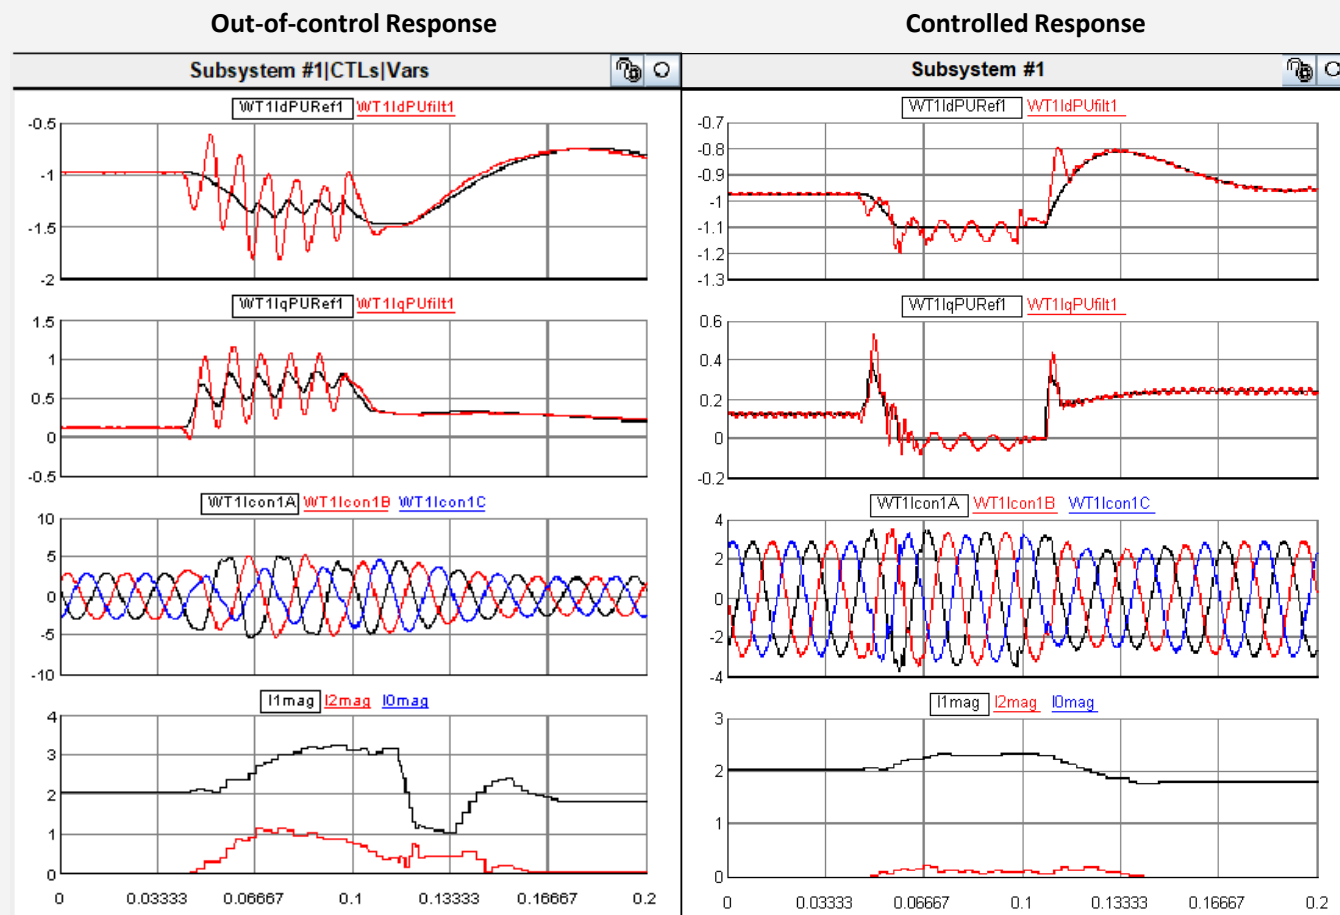 Out-of-control Response
Controlled Response
Subsystem #1|CTLs|Vars
Subsystem #1
WT1IdPURef1 WT1IdPUfilt1
-0.5
-1
-1.5
-2
WT1IqPURef1 WT1IqPUfilt1
1.5
1
0.5
0
-0.5
WT1Icon1A WT1Icon1B WT1Icon1C
10
5
0
-5
-10
I1mag I2mag I0mag
4
3
2
1
0
0 0.03333 0.06667 0.1 0.13333 0.16667 0.2
WT1IdPURef1 WT1IdPUfilt1
-0.7
-0.8
-0.9
-1
-1.1
-1.2
-1.3
WT1IqPURef1 WT1IqPUfilt1
0.6
0.4
0.2
0
-0.2
WT1Icon1A WT1Icon1B WT1Icon1C
4
2
0
-2
-4
I1mag I2mag I0mag
3
2
1
0
0 0.03333 0.06667 0.1 0.13333 0.16667 0.2